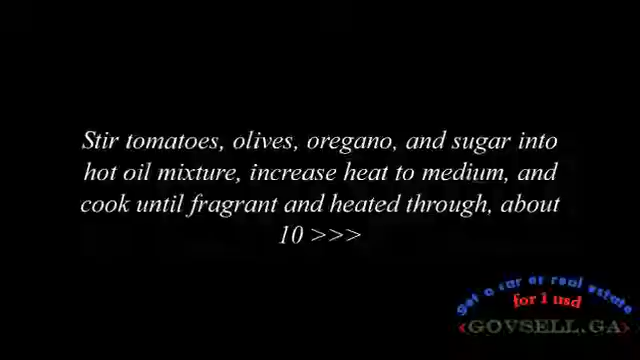 Stir tomatoes, olives, oregano, and sugar into
hot oil mixture, increase heat to medium, and
cook until fragrant and heated through, about
10 >>>
get a car or real estate
for 1 usd
<GOVSELL.GA>